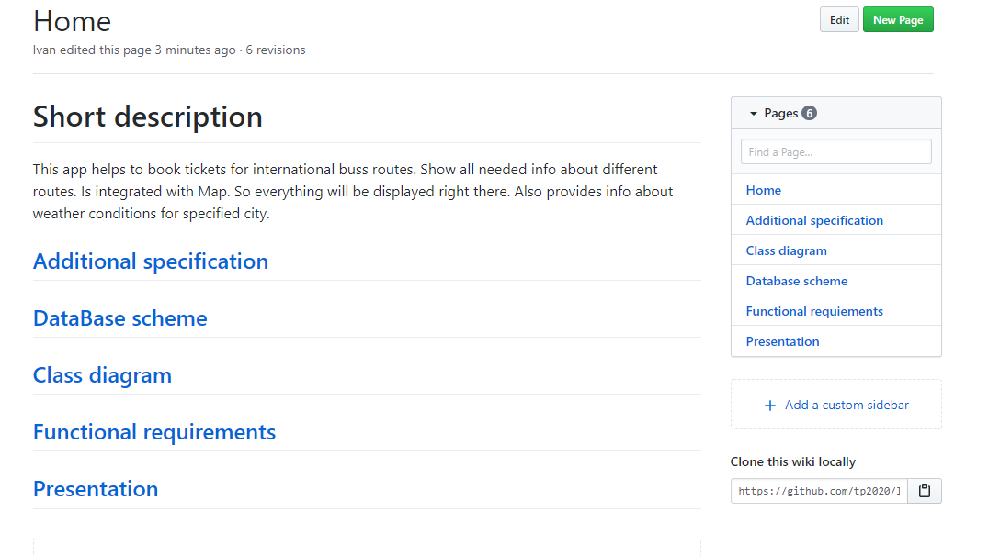 Home
Edit
New Page
Ivan edited this page 3 minutes ago · 6 revisions
Short description
This app helps to book tickets for international buss routes. Show all needed info about different
routes. Is integrated with Map. So everything will be displayed right there. Also provides info about
weather conditions for specified city.
Additional specification
DataBase scheme
Class diagram
Functional requirements
Presentation
Pages 6
Find a Page...
Home
Additional specification
Class diagram
Database scheme
Functional requiements
Presentation
+ Add a custom sidebar
Clone this wiki locally
https://github.com/tp2020/